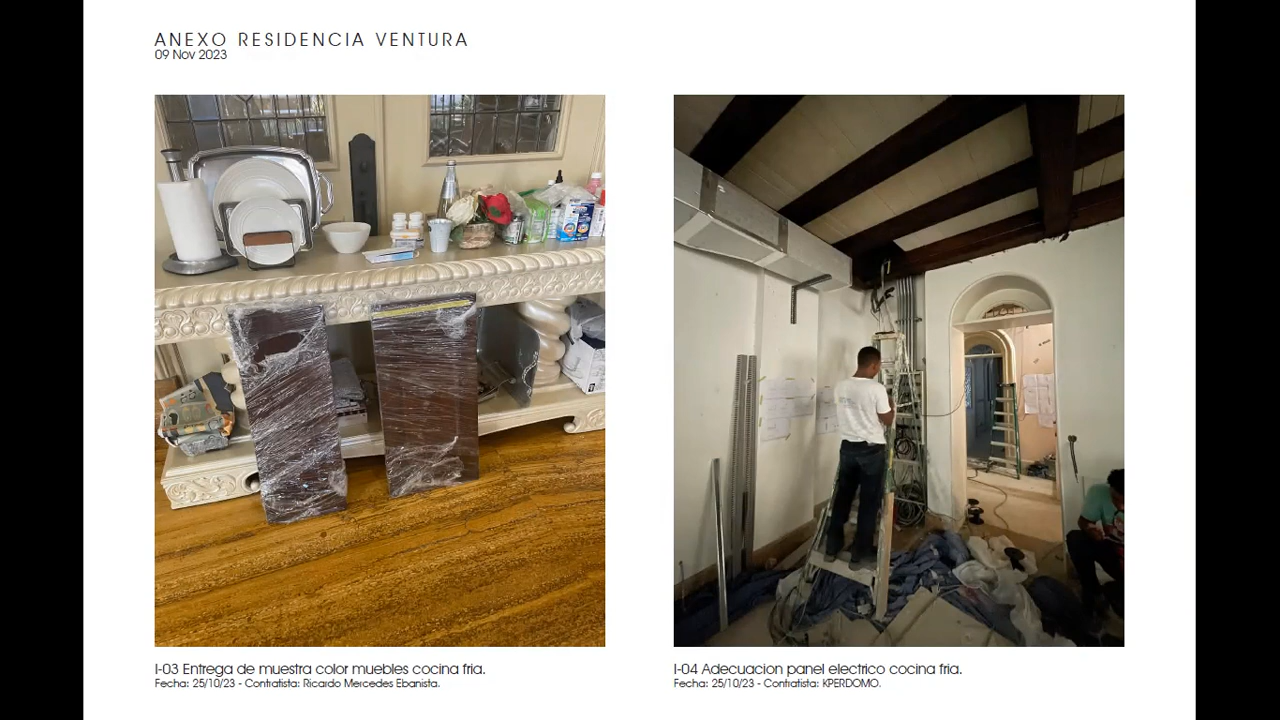 ANEXO RESIDENCIA VENTURA
09 Nov 2023
I-03 Entrega de muestra color muebles cocina fria.
Fecha: 25/10/23 - Contratista: Ricardo Mercedes Ebanista.
I-04 Adecuacion panel electrico cocina fria.
Fecha: 25/10/23 - Contratista: KPERDOMO.